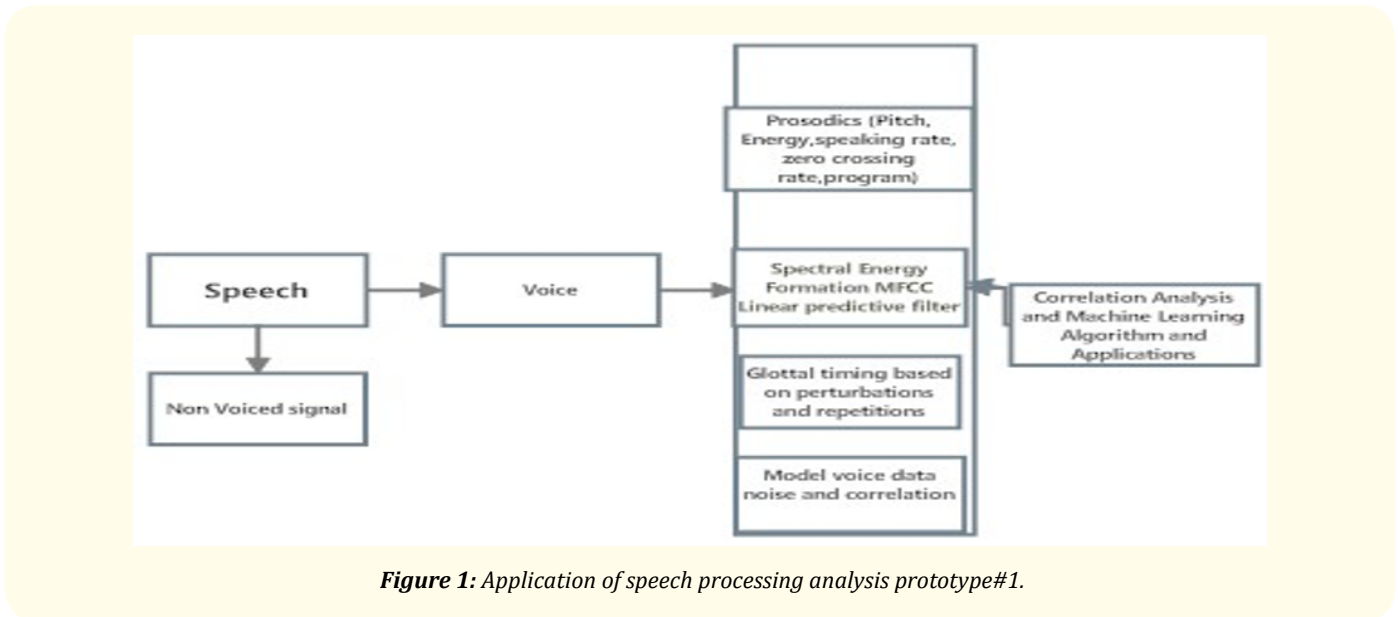 Prosodics (Pitch,
Energy,speaking rate,
zero crossing
rate,program)
Speech
Voice
Spectral Energy
Formation MFCC
Linear predictive filter
Correlation Analysis
and Machine Learning
Algorithm and
Applications
Non Voiced signal
Glottal timing based
on perturbations
and repetitions
Model voice data
noise and correlation
Figure 1: Application of speech processing analysis prototype#1.